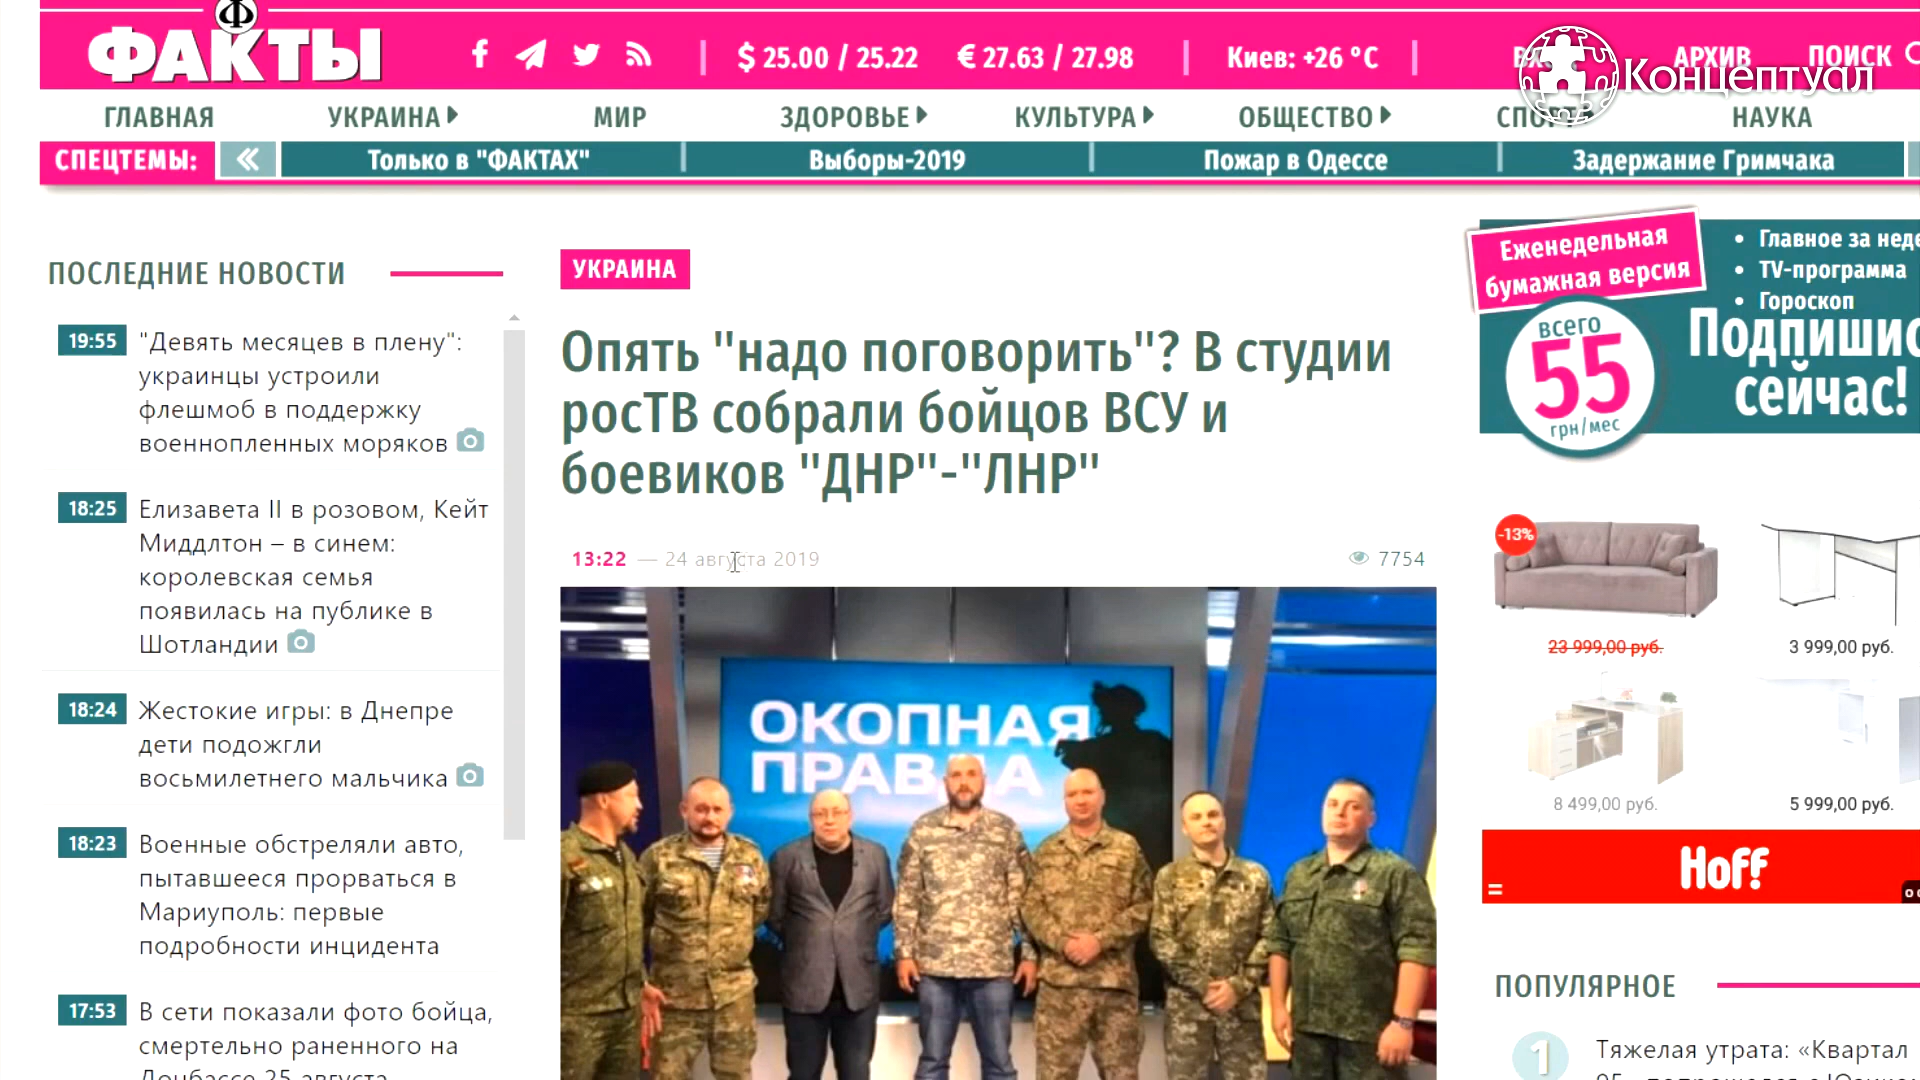 ФАКТЫ
$ 25.00 / 25.22
€ 27.63 / 27.98
Киев: +26 °C
АРХИВ
ПОИСК
Концептуал
ГЛАВНАЯ
УКРАИНА
МИР
ЗДОРОВЬЕ
КУЛЬТУРА
ОБЩЕСТВО
СПОРТ
НАУКА
СПЕЦТЕМЫ:
Только в "ФАКТАХ"
Выборы-2019
Пожар в Одессе
Задержание Гримчака
ПОСЛЕДНИЕ НОВОСТИ
19:55 "Девять месяцев в плену":
украинцы устроили
флешмоб в поддержку
военнопленных моряков
18:25 Елизавета II в розовом, Кейт
Миддлтон – в синем:
королевская семья
появилась на публике в
Шотландии
18:24 Жестокие игры: в Днепре
дети подожгли
восьмилетнего мальчика
18:23 Военные обстреляли авто,
пытавшееся прорваться в
Мариуполь: первые
подробности инцидента
17:53 В сети показали фото бойца,
смертельно раненного на
Донбассе 25 августа
УКРАИНА
Опять "надо поговорить"? В студии
росТВ собрали бойцов ВСУ и
боевиков "ДНР"-"ЛНР"
13:22 — 24 августа 2019
7754
ОКОПНАЯ
ПРАВДА
Еженедельная
бумажная версия
• Главное за неде
• TV-программа
• Гороскоп
всего
55
грн/мес
Подпишис
сейчас!
-13%
23 999,00 руб.
3 999,00 руб.
8 499,00 руб.
5 999,00 руб.
Hoff
ПОПУЛЯРНОЕ
1 Тяжелая утрата: «Квартал